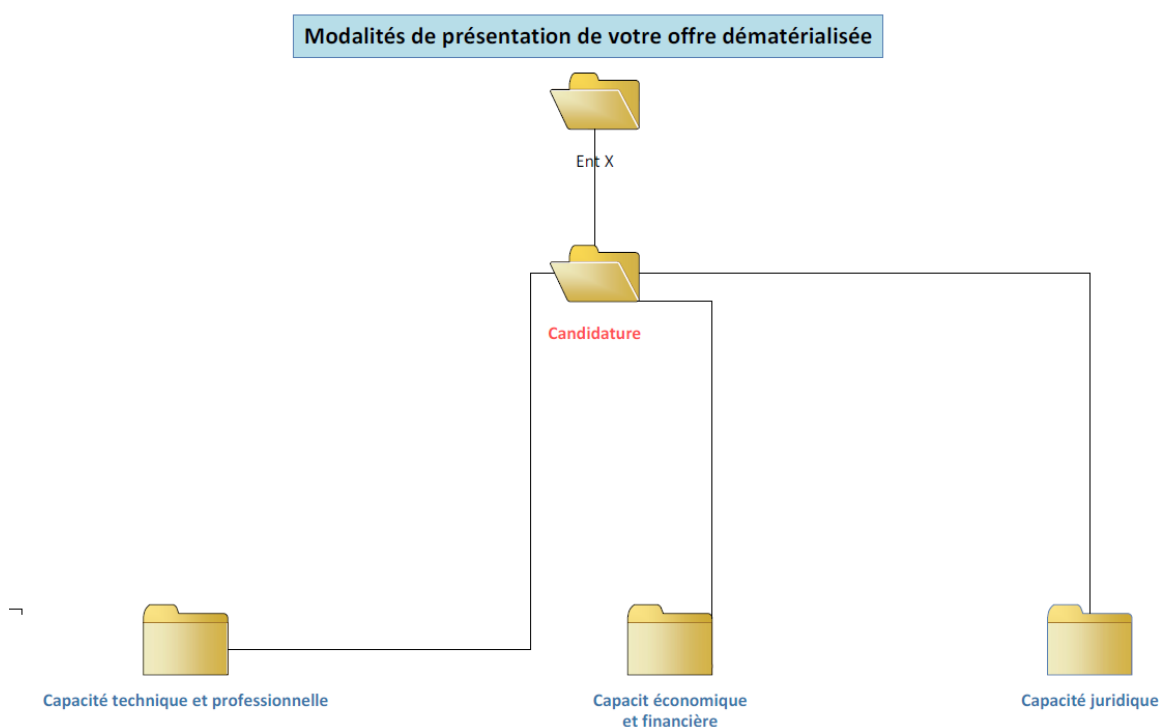 Modalités de présentation de votre offre dématérialisée
Ent X
Candidature
Capacité technique et professionnelle
Capacit économique
et financière
Capacité juridique